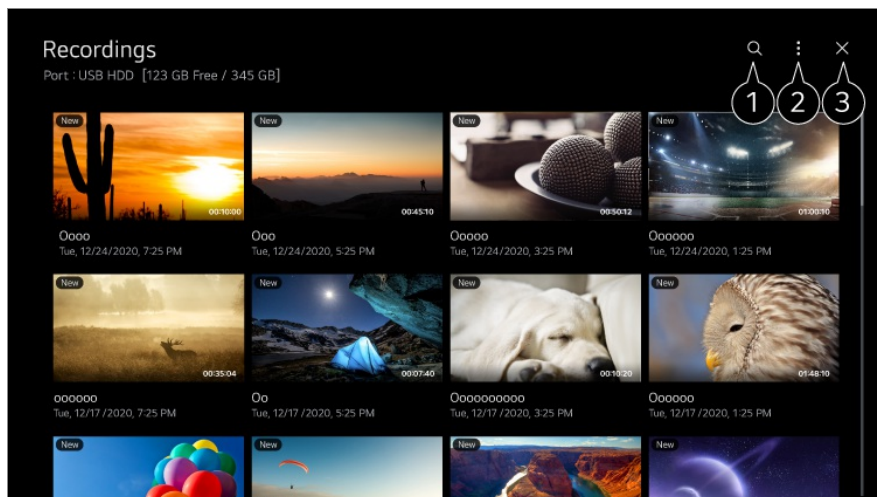 Recordings
Port : USB HDD [123 GB Free / 345 GB]
1 2 3
New New New New
00:10:00 00:45:10 00:50:12 01:00:10
Oooo Ooo Ooooo Oooooo
Tue, 12/24/2020, 7:25 PM Tue, 12/24/2020, 5:25 PM Tue, 12/24/2020, 3:25 PM Tue, 12/24/2020, 1:25 PM
New New New New
00:35:04 00:07:40 00:10:20 01:48:10
oooooo Oo Oooooooooo Oooooo
Tue, 12/17 /2020, 7:25 PM Tue, 12/17 /2020, 5:25 PM Tue, 12/17 /2020, 3:25 PM Tue, 12/17 /2020, 1:25 PM
New New New New